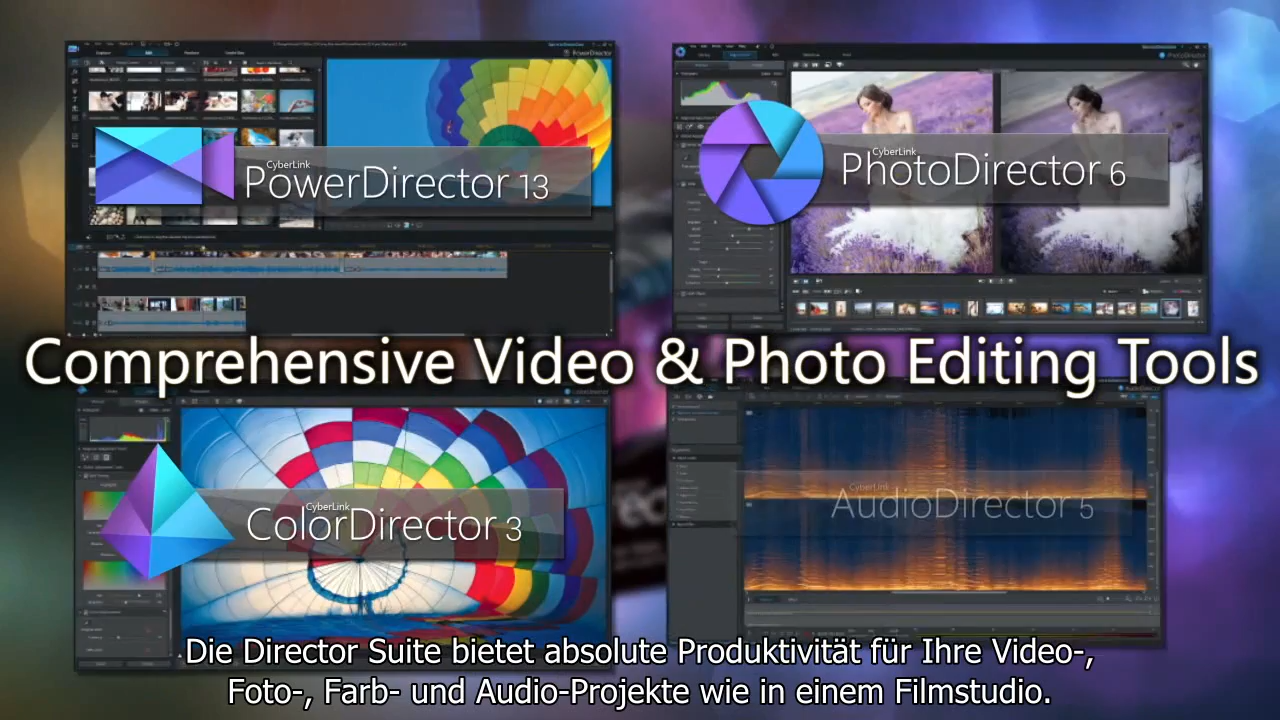 CyberLink
PowerDirector 13
CyberLink
PhotoDirector 6
Comprehensive Video & Photo Editing Tools
CyberLink
ColorDirector 3
CyberLink
AudioDirector 5
Die Director Suite bietet absolute Produktivität für Ihre Video-,
Foto-, Farb- und Audio-Projekte wie in einem Filmstudio.